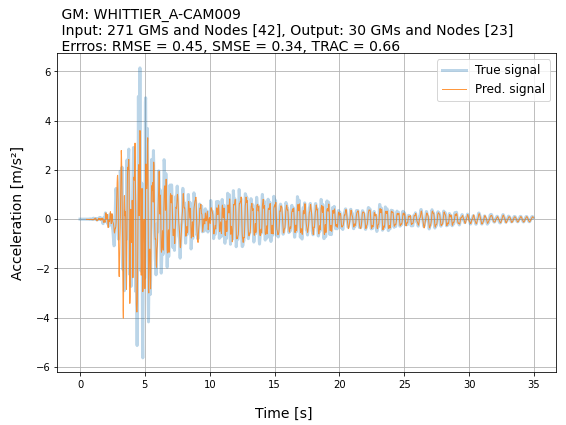 GM: WHITTIER_A-CAM009
Input: 271 GMs and Nodes [42], Output: 30 GMs and Nodes [23]
Errros: RMSE = 0.45, SMSE = 0.34, TRAC = 0.66
True signal
Pred. signal
Acceleration [m/s²]
6
4
2
0
−2
−4
−6
0 5 10 15 20 25 30 35
Time [s]